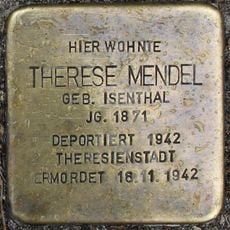 HIER WOHNTE
THERESE MENDEL
GEB. ISENTHAL
JG. 1871
DEPORTIERT 1942
THERESIENSTADT
ERMORDET 18.11.1942